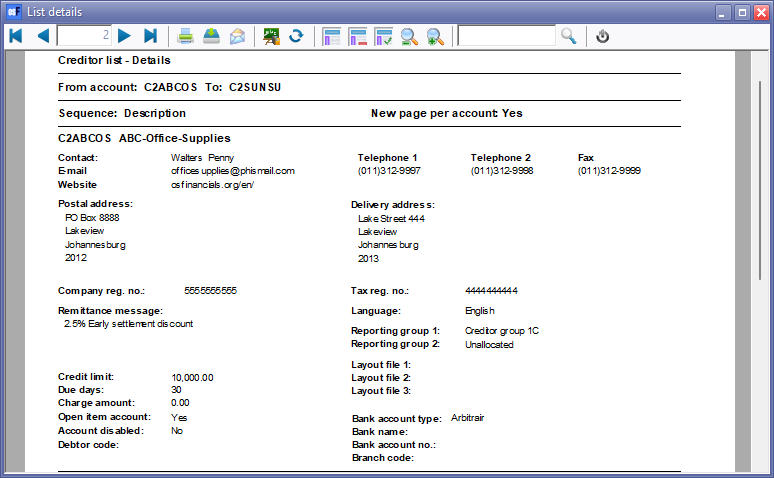 List details
2
Creditor list - Details
From account: C2ABCOS To: C2SUNSU
Sequence: Description New page per account: Yes
C2ABCOS ABC-Office-Supplies
Contact: Walters Penny Telephone 1 Telephone 2 Fax
E-mail officesupplies@phismail.com (011)312-9997 (011)312-9998 (011)312-9999
Website osfinancials.org/en/
Postal address: Delivery address:
PO Box 8888 Lake Street 444
Lakeview Lakeview
Johannesburg Johannesburg
2012 2013
Company reg. no.: 5555555555 Tax reg. no.: 4444444444
Remittance message: Language: English
2.5% Early settlement discount
Reporting group 1: Creditor group 1C
Reporting group 2: Unallocated
Layout file 1:
Credit limit: 10,000.00 Layout file 2:
Due days: 30 Layout file 3:
Charge amount: 0.00
Open item account: Yes Bank account type: Arbitrair
Account disabled: No Bank name:
Debtor code: Bank account no.:
Branch code: